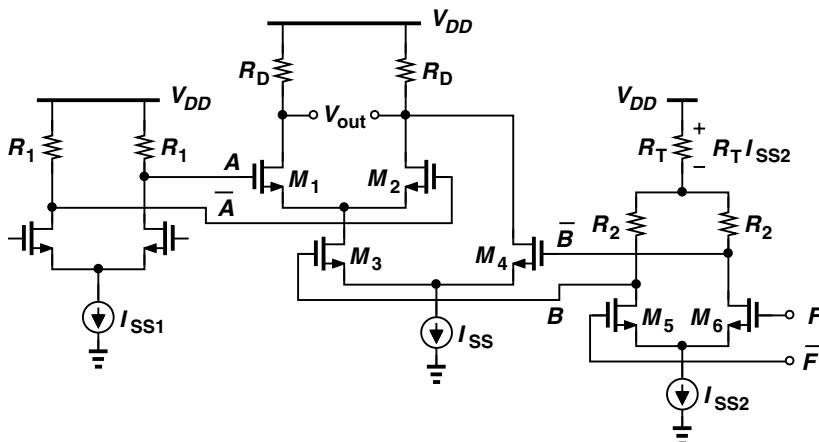 V_DD
R_D
R_D
V_DD
V_out
V_DD
R_1
R_1
A
M_1
M_2
R_T
+
−
R_T I_SS2
A̅
R_2
R_2
M_3
M_4
B̅
I_SS1
B
M_5
M_6
F
I_SS
F̅
I_SS2